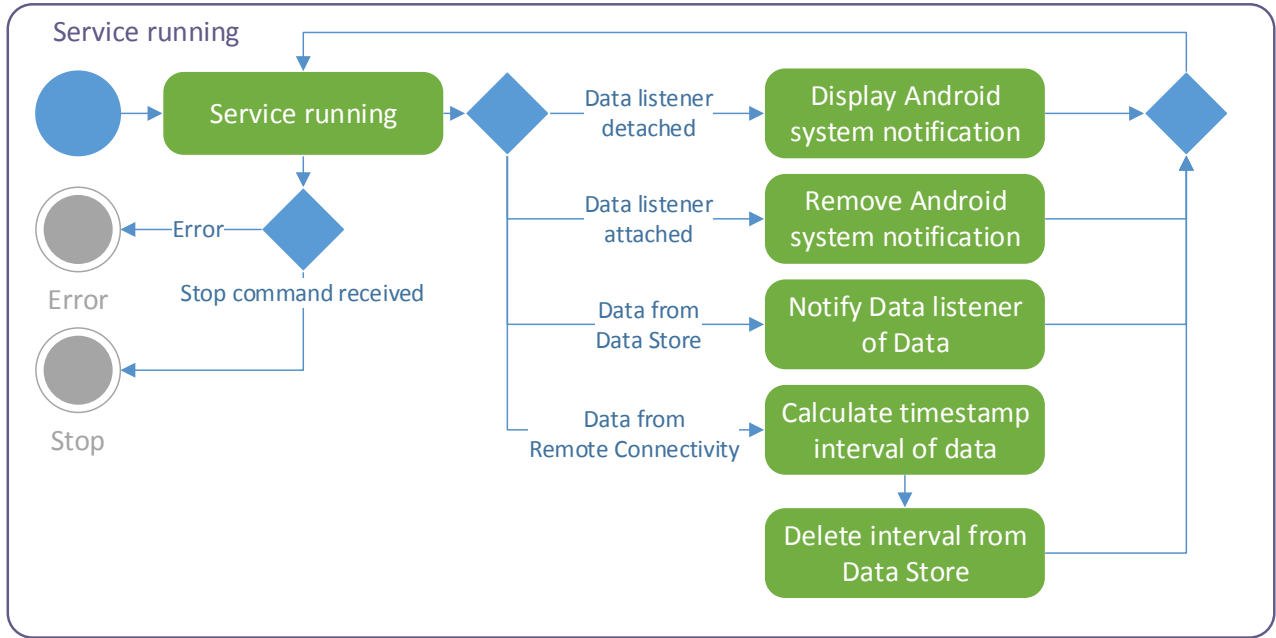 Service running
Service running
Data listener
detached
Display Android
system notification
Data listener
attached
Remove Android
system notification
Error
Error
Stop command received
Data from
Data Store
Notify Data listener
of Data
Stop
Data from
Remote Connectivity
Calculate timestamp
interval of data
Delete interval from
Data Store